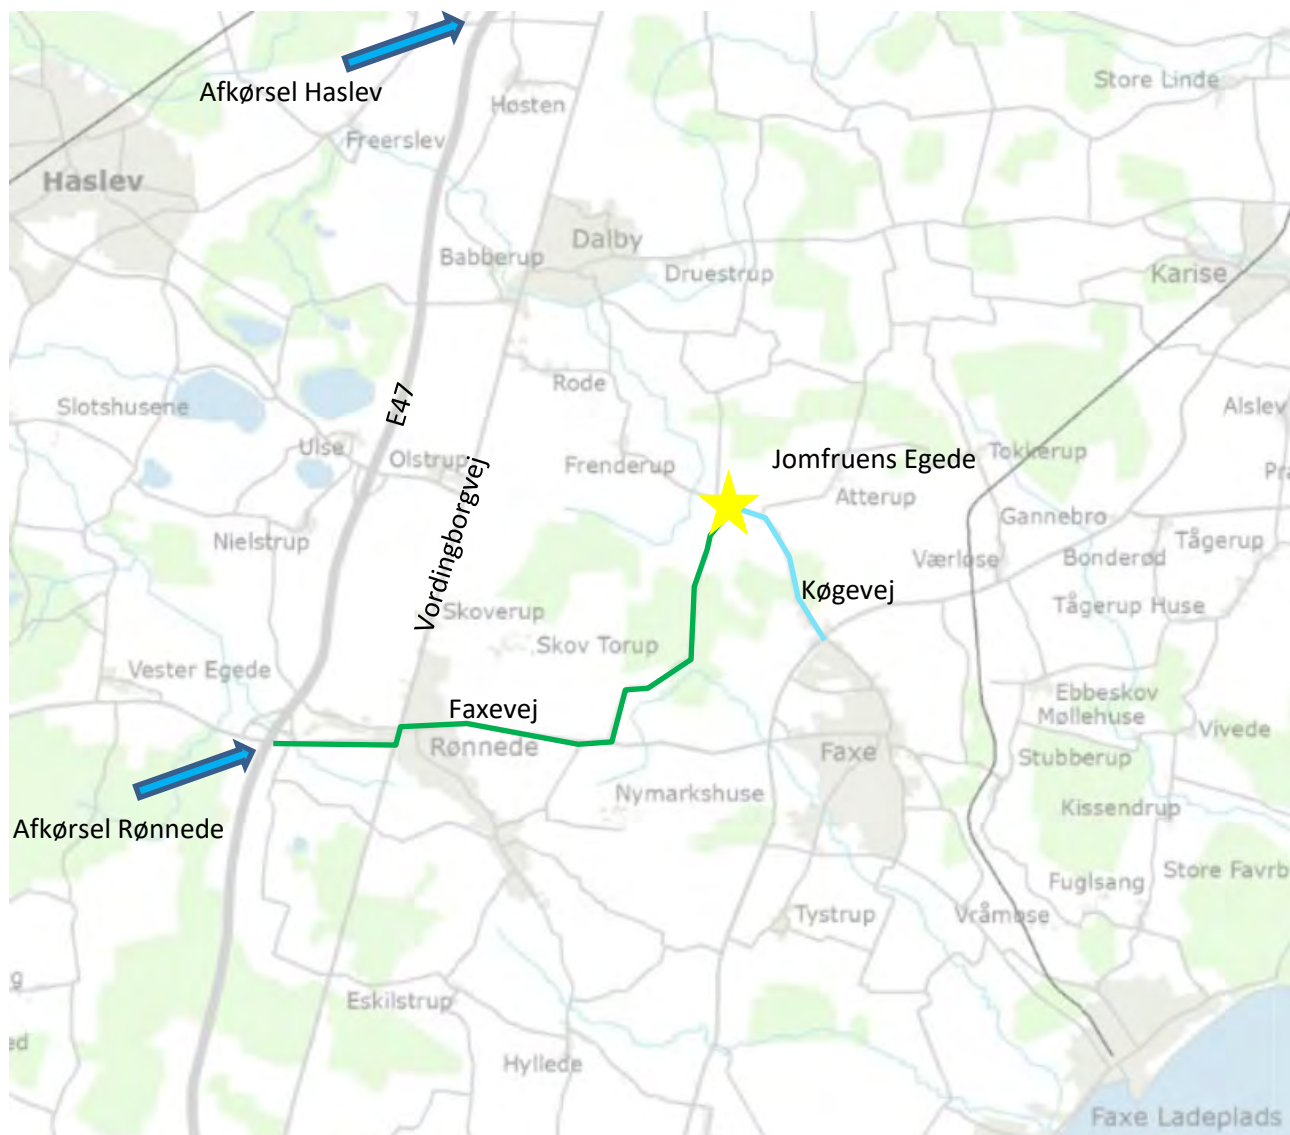 Store Linde
Afkørsel Haslev
Høsten
Freerslev
Haslev
Dalby
Babberup
Druestrup
Karise
Rode
E47
Slotshusene
Alslev
Ulse
Olstrup
Frenderup
Jomfruens Egede
Tokkerup
Atterup
Gannebro
Vordingborgvej
Nielstrup
Tågerup
Værløse
Bonderød
Køgevej
Tågerup Huse
Skoverup
Skov Torup
Vester Egede
Ebbeskov
Møllehuse
Faxevej
Rønnede
Faxe
Vivede
Stubberup
Nymarkshuse
Kissendrup
Afkørsel Rønnede
Store Favrb
Fuglsang
Tystrup
Vråmose
Eskilstrup
Hyllede
Faxe Ladeplads